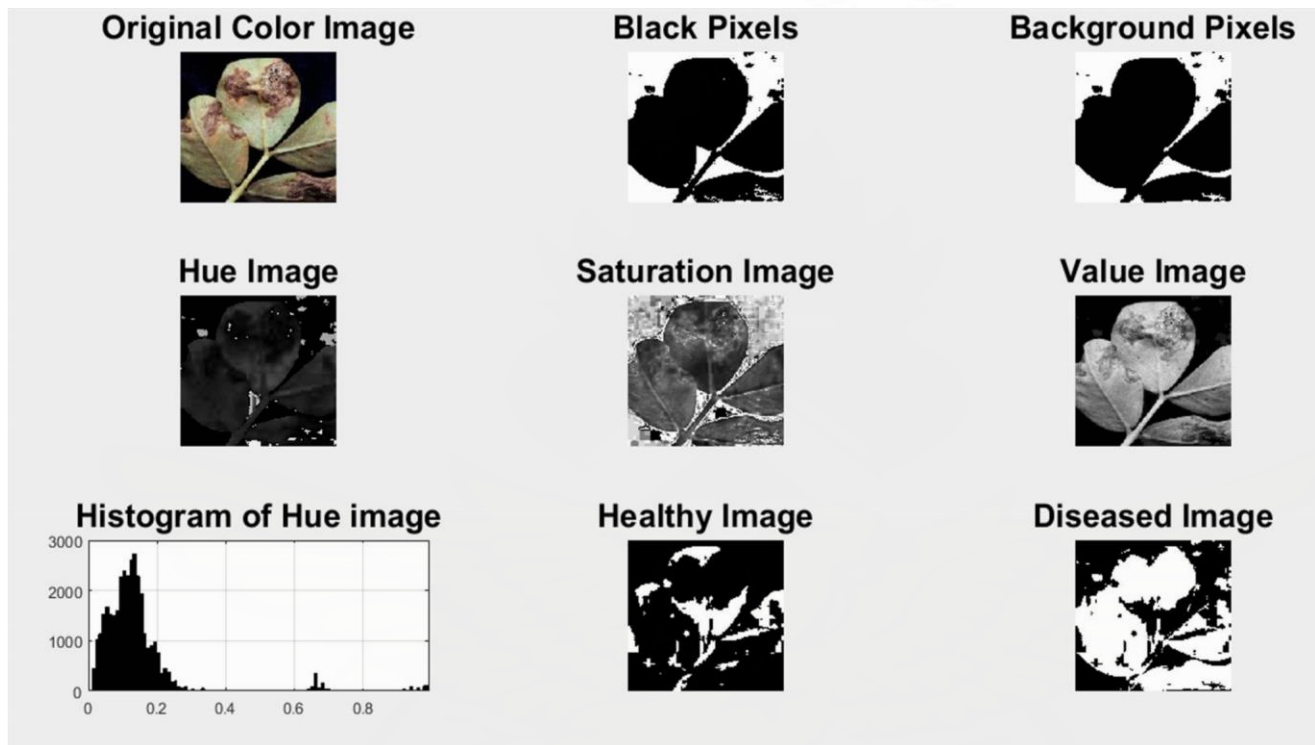 Original Color Image
Black Pixels
Background Pixels
Hue Image
Saturation Image
Value Image
Histogram of Hue image
Healthy Image
Diseased Image
3000
2000
1000
0
0 0.2 0.4 0.6 0.8